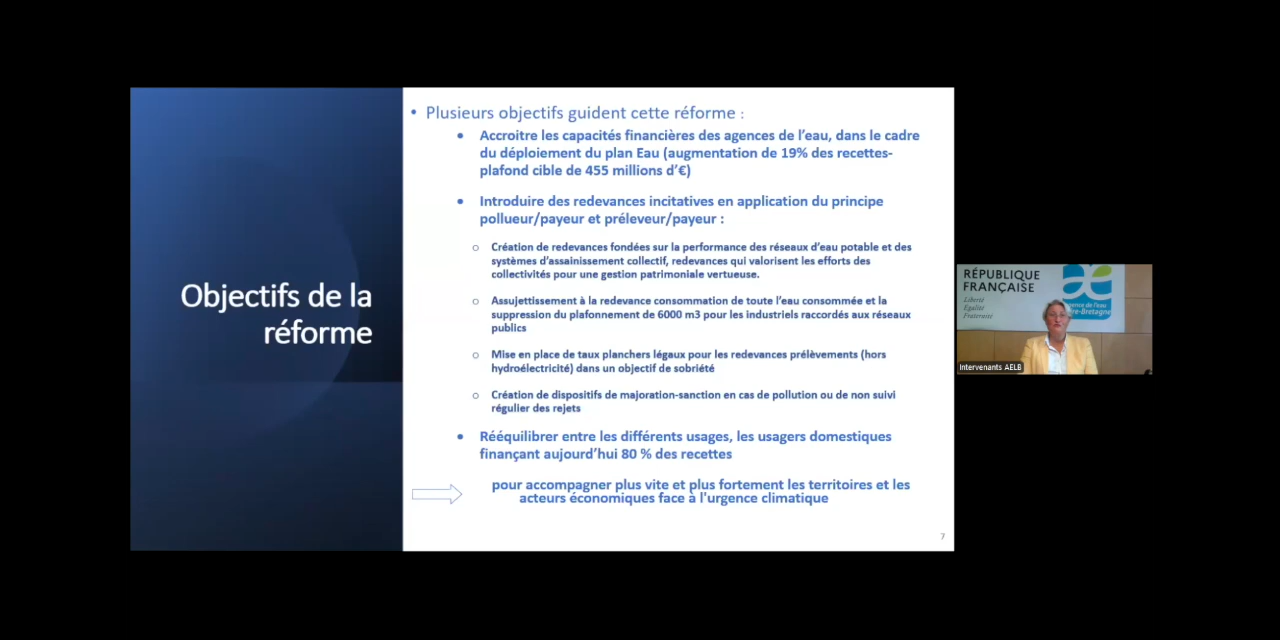 Objectifs de la
réforme
• Plusieurs objectifs guident cette réforme :
• Accroitre les capacités financières des agences de l'eau, dans le cadre
du déploiement du plan Eau (augmentation de 19% des recettes-
plafond cible de 455 millions d'€)
• Introduire des redevances incitatives en application du principe
pollueur/payeur et préleveur/payeur :
o Création de redevances fondées sur la performance des réseaux d'eau potable et des
systèmes d'assainissement collectif, redevances qui valorisent les efforts des
collectivités pour une gestion patrimoniale vertueuse.
o Assujettissement à la redevance consommation de toute l'eau consommée et la
suppression du plafonnement de 6000 m3 pour les industriels raccordés aux réseaux
publics
o Mise en place de taux planchers légaux pour les redevances prélèvements (hors
hydroélectricité) dans un objectif de sobriété
o Création de dispositifs de majoration-sanction en cas de pollution ou de non suivi
régulier des rejets
• Rééquilibrer entre les différents usages, les usagers domestiques
finançant aujourd'hui 80 % des recettes
pour accompagner plus vite et plus fortement les territoires et les
acteurs économiques face à l'urgence climatique
7
RÉPUBLIQUE
FRANÇAISE
Liberté
Égalité
Fraternité
ence de l'eau
re-Bretagne
Intervenants AELB